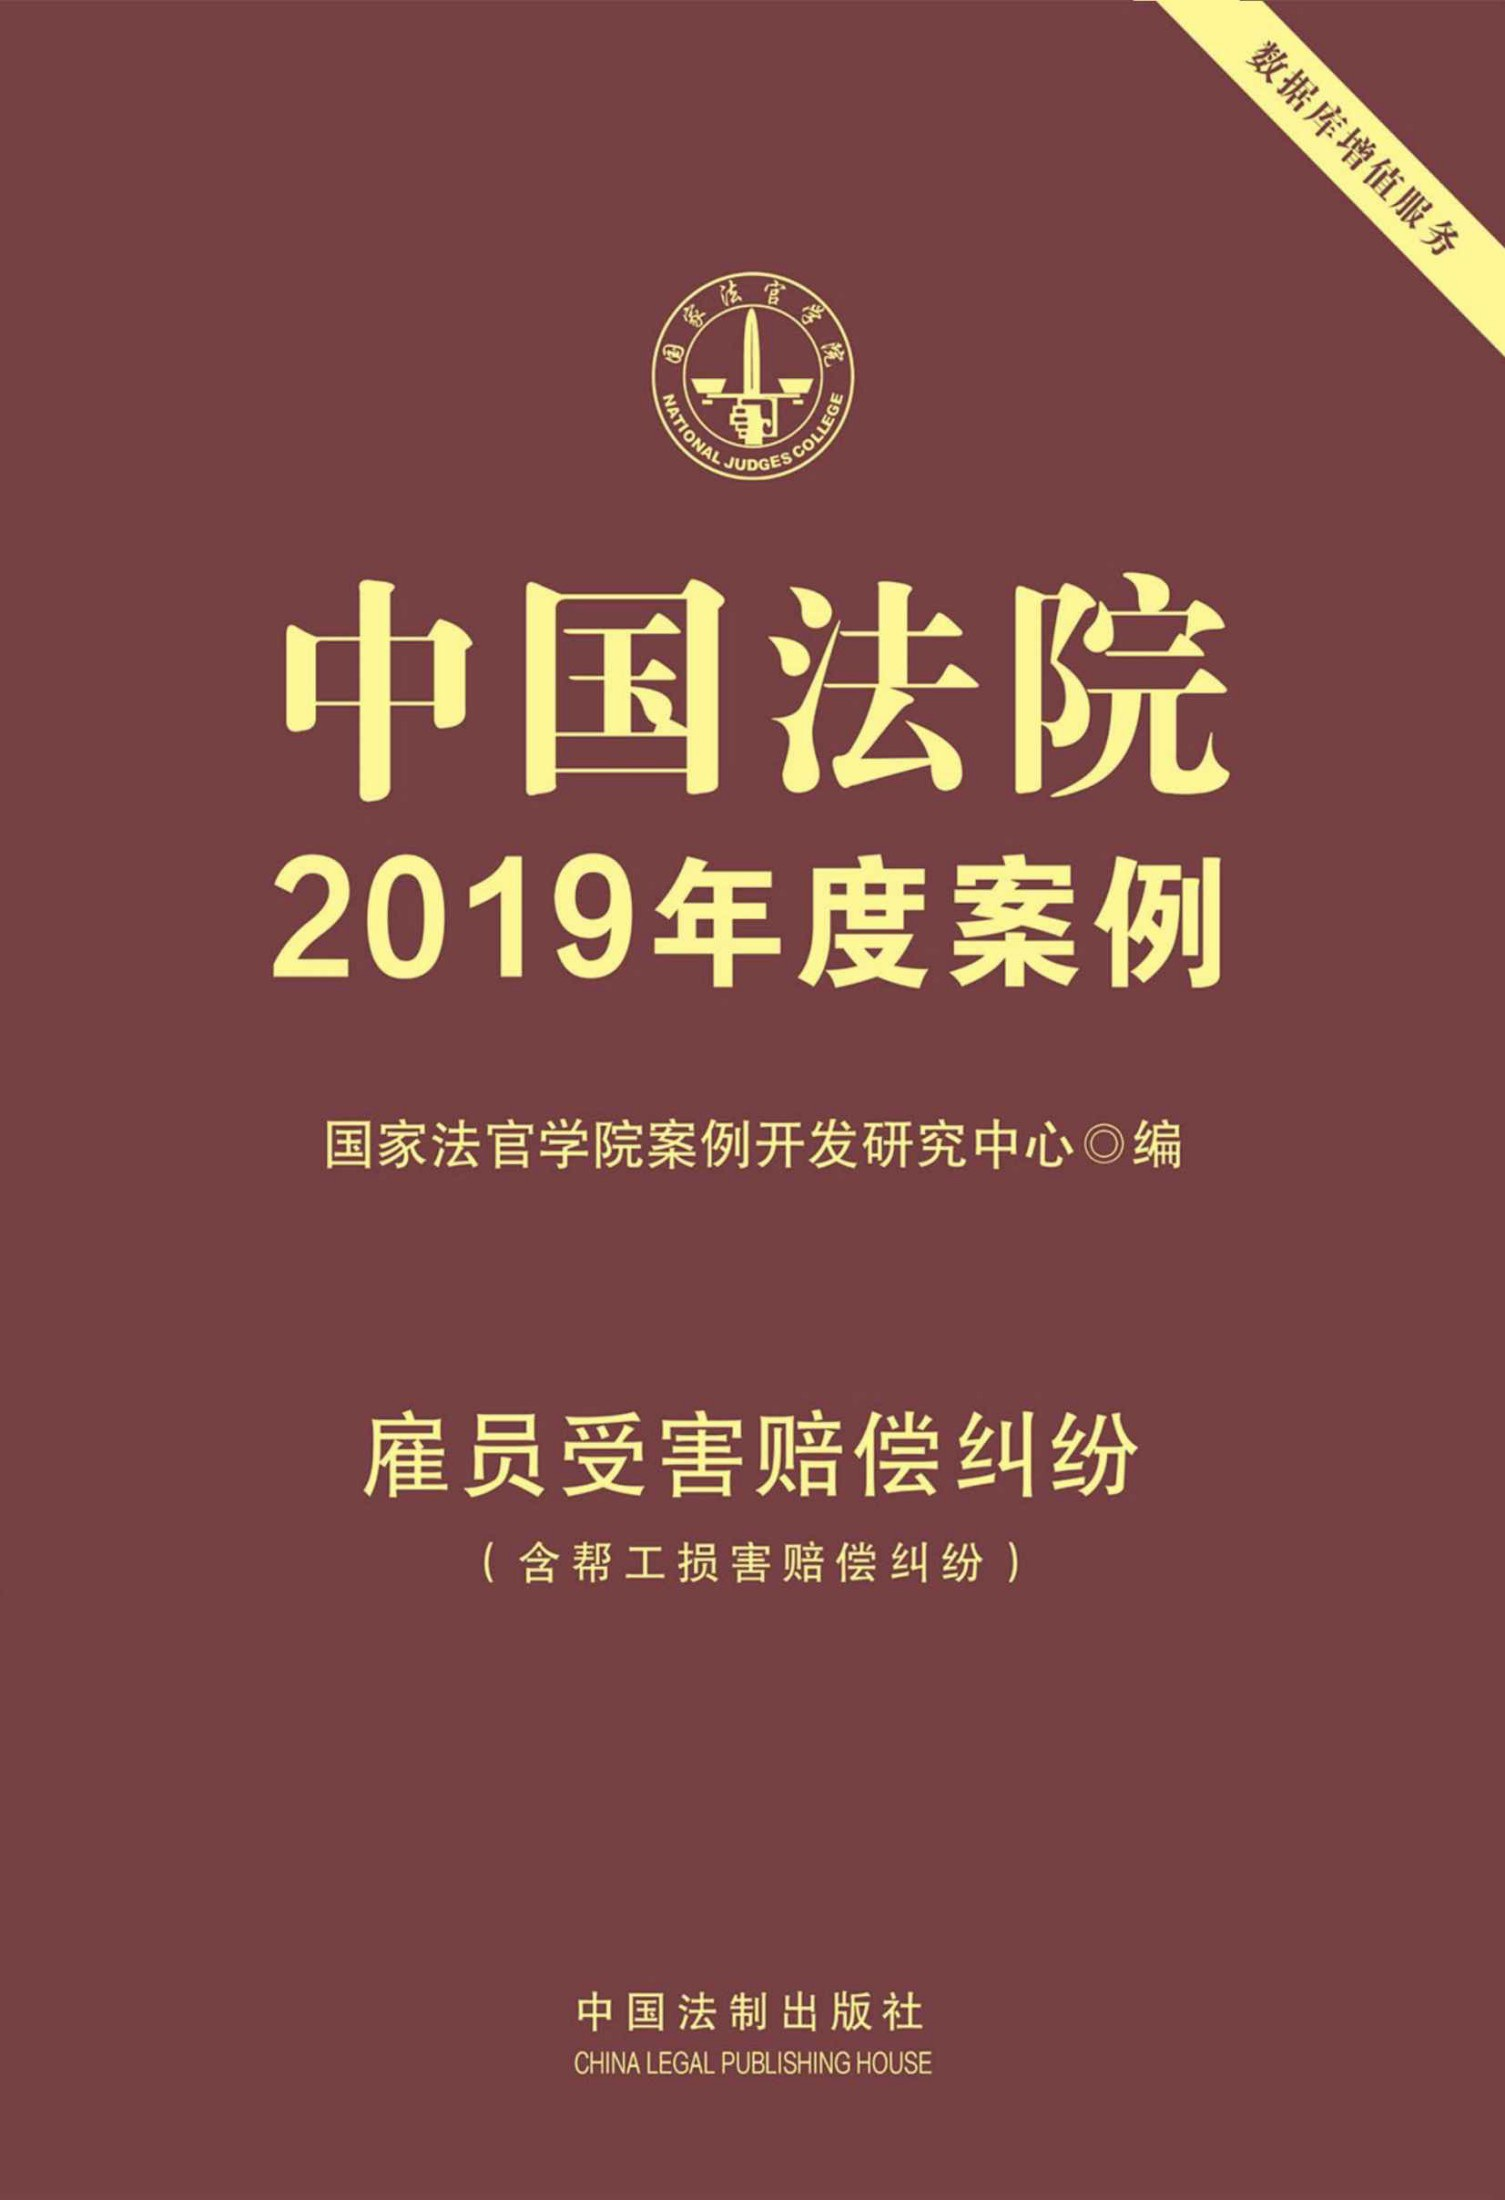 数据库增值服务
国家法官学院
NATIONAL JUDGES COLLEGE
中国法院
2019年度案例
国家法官学院案例开发研究中心◎编
雇员受害赔偿纠纷
（含帮工损害赔偿纠纷）
中国法制出版社
CHINA LEGAL PUBLISHING HOUSE